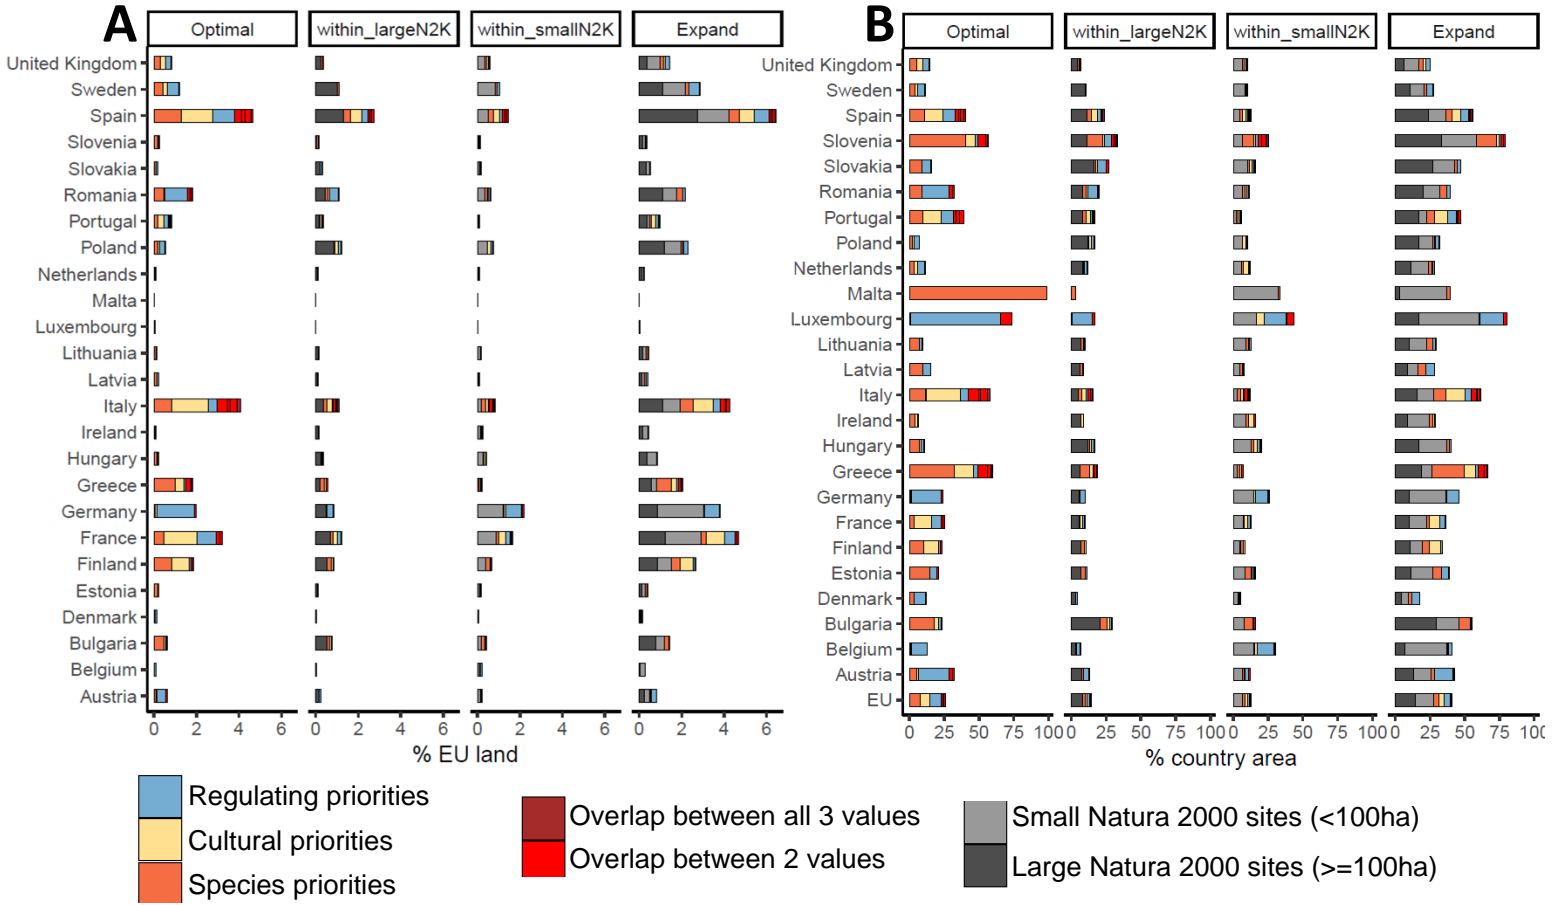 A
Optimal
within_largeN2K
within_smallN2K
Expand
United Kingdom
Sweden
Spain
Slovenia
Slovakia
Romania
Portugal
Poland
Netherlands
Malta
Luxembourg
Lithuania
Latvia
Italy
Ireland
Hungary
Greece
Germany
France
Finland
Estonia
Denmark
Bulgaria
Belgium
Austria
0 2 4 6 0 2 4 6 0 2 4 6 0 2 4 6
% EU land
B
Optimal
within_largeN2K
within_smallN2K
Expand
United Kingdom
Sweden
Spain
Slovenia
Slovakia
Romania
Portugal
Poland
Netherlands
Malta
Luxembourg
Lithuania
Latvia
Italy
Ireland
Hungary
Greece
Germany
France
Finland
Estonia
Denmark
Bulgaria
Belgium
Austria
EU
0 25 50 75 100 0 25 50 75 100 0 25 50 75 100 0 25 50 75 100
% country area
Regulating priorities
Cultural priorities
Species priorities
Overlap between all 3 values
Overlap between 2 values
Small Natura 2000 sites (<100ha)
Large Natura 2000 sites (>=100ha)